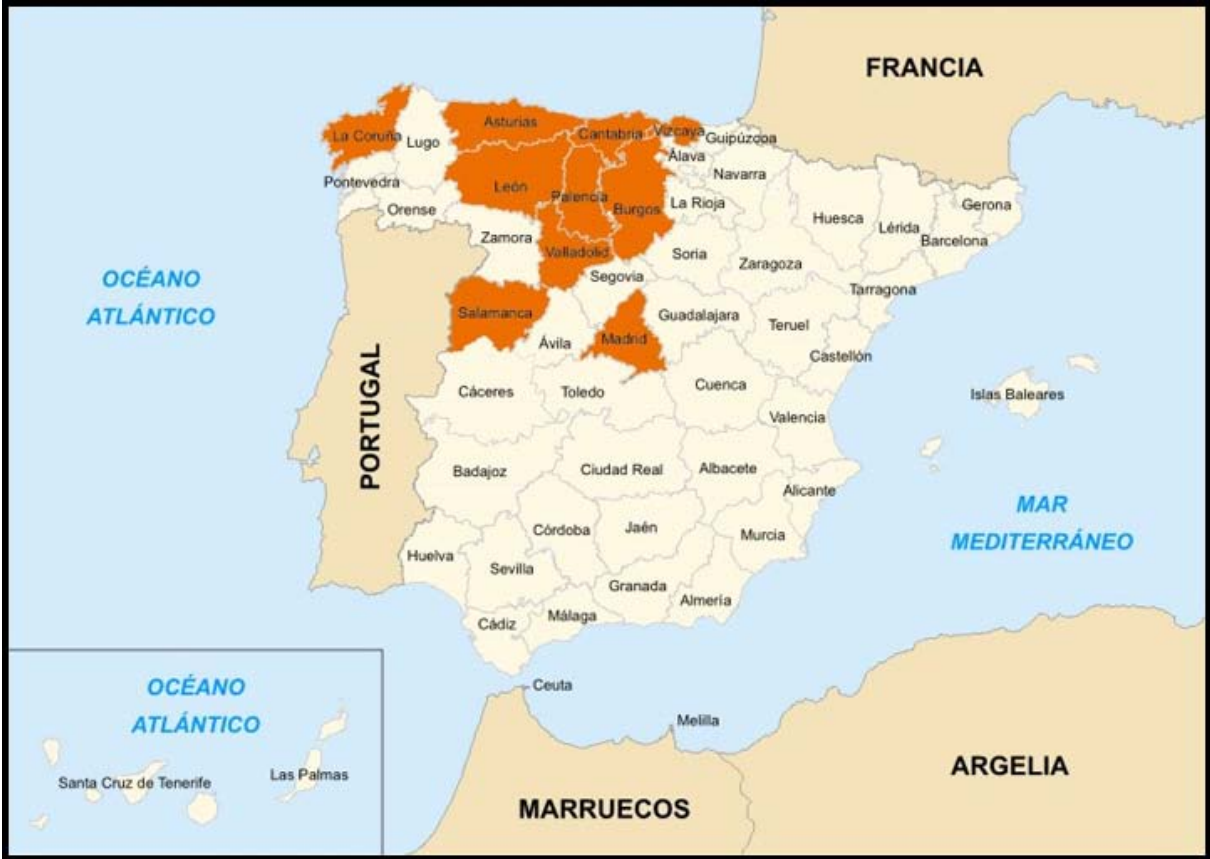 FRANCIA
La Coruña
Lugo
Asturias
Cantabria
Vizcaya
Guipúzcoa
Álava
Navarra
Pontevedra
Orense
León
Palencia
Burgos
La Rioja
Huesca
Lérida
Gerona
Barcelona
Zamora
Valladolid
Segovia
Soria
Zaragoza
Tarragona
OCÉANO
ATLÁNTICO
Salamanca
Ávila
Madrid
Guadalajara
Teruel
Castellón
PORTUGAL
Cáceres
Toledo
Cuenca
Valencia
Islas Baleares
Badajoz
Ciudad Real
Albacete
Alicante
MAR
MEDITERRÁNEO
Huelva
Sevilla
Córdoba
Jaén
Murcia
Granada
Almería
Cádiz
Málaga
Ceuta
Melilla
OCÉANO
ATLÁNTICO
Santa Cruz de Tenerife
Las Palmas
MARRUECOS
ARGELIA